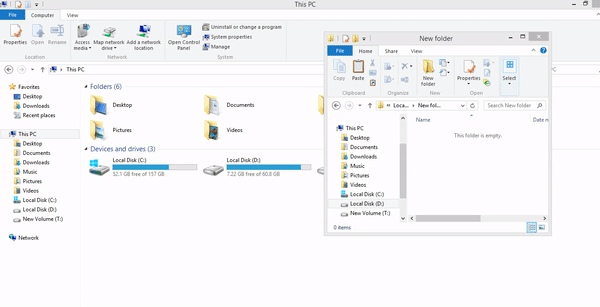 This PC
File Computer View
Properties Open Rename
Access media Map network drive Add a network location
Open Control Panel
Uninstall or change a program
System properties
Manage
Location Network System
This PC
Favorites
Desktop
Downloads
Recent places
This PC
Desktop
Documents
Downloads
Music
Pictures
Videos
Local Disk (C:)
Local Disk (D:)
New Volume (T:)
Network
Folders (6)
Desktop Documents
Pictures Videos
Devices and drives (3)
Local Disk (C:)
52.1 GB free of 157 GB
Local Disk (D:)
7.22 GB free of 60.8 GB
New folder
File Home Share View
Copy Paste
New folder
Properties
Select
Clipboard Organize New Open
Loca... New fol...
Search New folder
Name Date m
This folder is empty.
This PC
Desktop
Documents
Downloads
Music
Pictures
Videos
Local Disk (C:)
Local Disk (D:)
New Volume (T:)
0 items